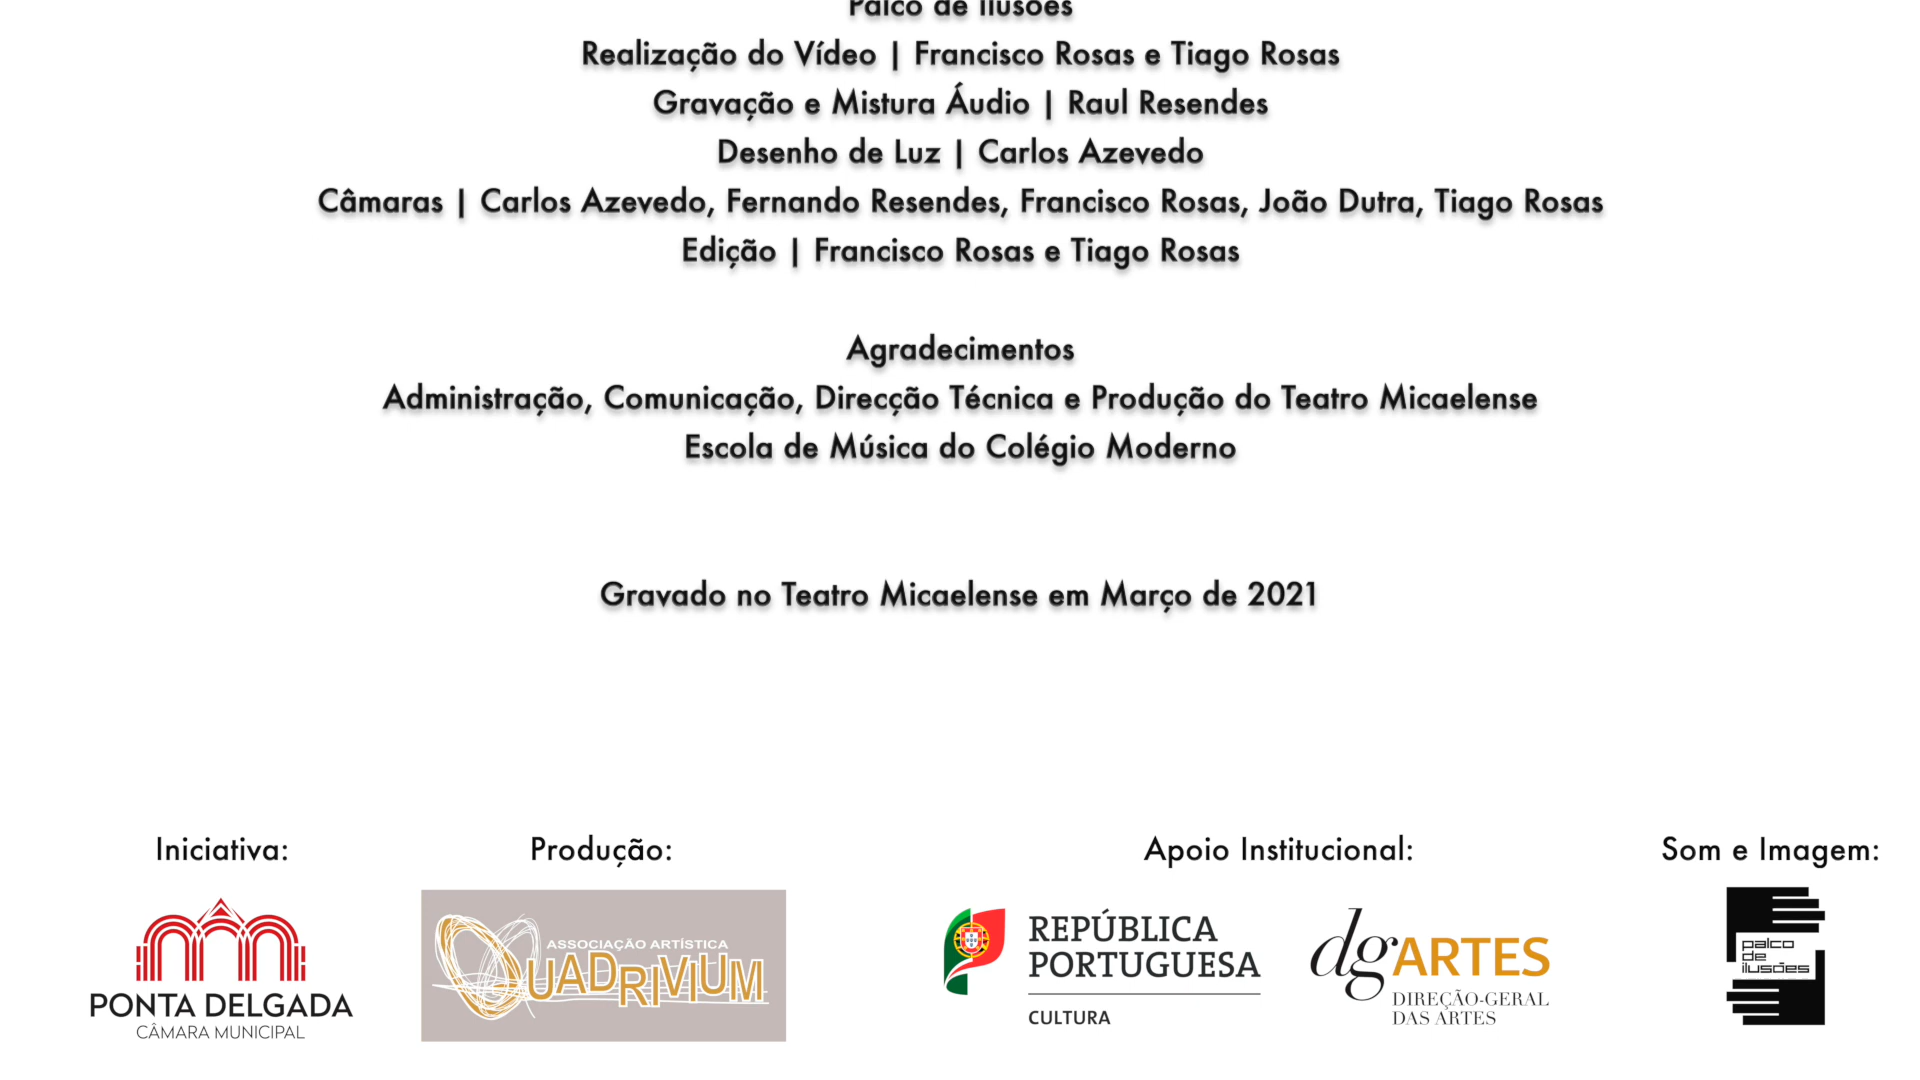 Palco de Ilusões
Realização do Vídeo | Francisco Rosas e Tiago Rosas
Gravação e Mistura Áudio | Raul Resendes
Desenho de Luz | Carlos Azevedo
Câmaras | Carlos Azevedo, Fernando Resendes, Francisco Rosas, João Dutra, Tiago Rosas
Edição | Francisco Rosas e Tiago Rosas
Agradecimentos
Administração, Comunicação, Direcção Técnica e Produção do Teatro Micaelense
Escola de Música do Colégio Moderno
Gravado no Teatro Micaelense em Março de 2021
Iniciativa:
PONTA DELGADA
CÂMARA MUNICIPAL
Produção:
ASSOCIAÇÃO ARTÍSTICA
QUADRIVIUM
Apoio Institucional:
REPÚBLICA
PORTUGUESA
CULTURA
dgARTES
DIREÇÃO-GERAL
DAS ARTES
Som e Imagem:
palco
de
ilusões